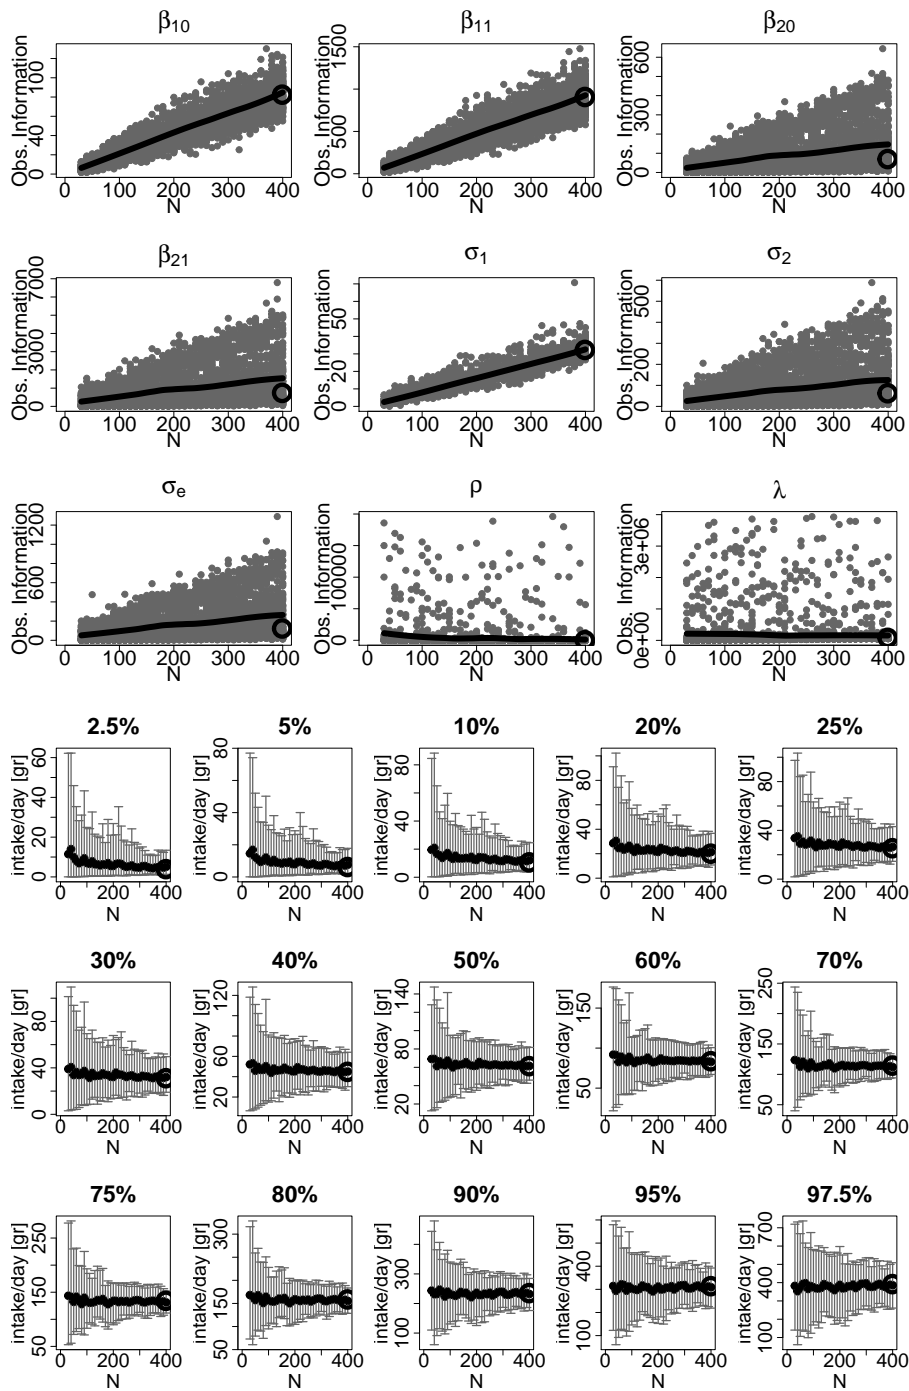 β10 β11 β20
Obs. Information 0 40 100
0 100 200 300 400
N
Obs. Information 0 500 1500
0 100 200 300 400
N
Obs. Information 0 300 600
0 100 200 300 400
N
β21 σ1 σ2
Obs. Information 0 3000 7000
0 100 200 300 400
N
Obs. Information 0 20 50
0 100 200 300 400
N
Obs. Information 0 200 500
0 100 200 300 400
N
σe ρ λ
Obs. Information 0 600 1200
0 100 200 300 400
N
Obs. Information 0 100000
0 100 200 300 400
N
Obs. Information 0e+00 3e+06
0 100 200 300 400
N
2.5% 5% 10% 20% 25%
intake/day [gr] 0 20 40 60
0 200 400
N
intake/day [gr] 0 40 80
0 200 400
N
intake/day [gr] 0 40 80
0 200 400
N
intake/day [gr] 0 40 80
0 200 400
N
intake/day [gr] 0 40 80
0 200 400
N
30% 40% 50% 60% 70%
intake/day [gr] 0 40 80
0 200 400
N
intake/day [gr] 20 60 120
0 200 400
N
intake/day [gr] 20 80 140
0 200 400
N
intake/day [gr] 50 150
0 200 400
N
intake/day [gr] 50 150 250
0 200 400
N
75% 80% 90% 95% 97.5%
intake/day [gr] 50 150 250
0 200 400
N
intake/day [gr] 50 150 300
0 200 400
N
intake/day [gr] 100 300
0 200 400
N
intake/day [gr] 100 400
0 200 400
N
intake/day [gr] 100 400 700
0 200 400
N